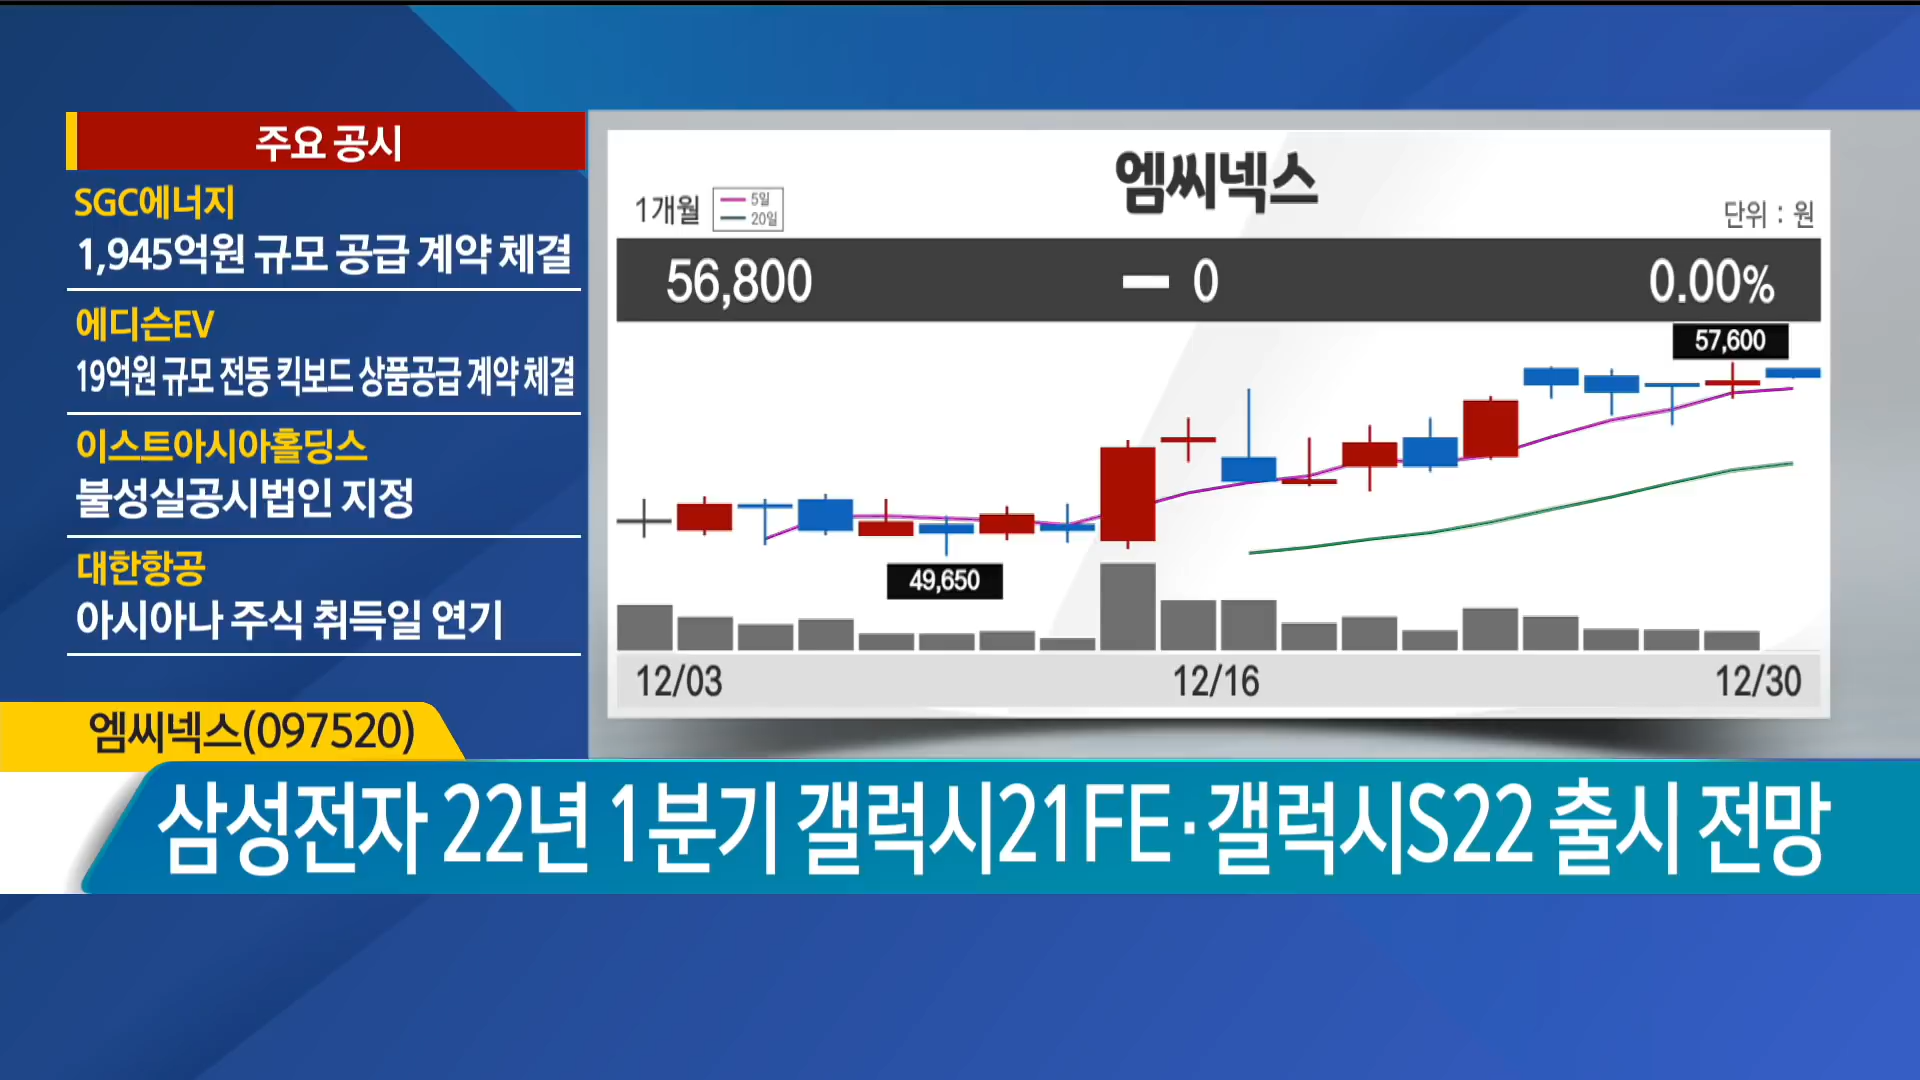 주요 공시
SGC에너지
1,945억원 규모 공급 계약 체결
에디슨EV
19억원 규모 전동 킥보드 상품공급 계약 체결
이스트아시아홀딩스
불성실공시법인 지정
대한항공
아시아나 주식 취득일 연기
엠씨넥스
1개월
5일
20일
단위 : 원
56,800 0 0.00%
57,600
49,650
12/03 12/16 12/30
엠씨넥스(097520)
삼성전자 22년 1분기 갤럭시21FE·갤럭시S22 출시 전망